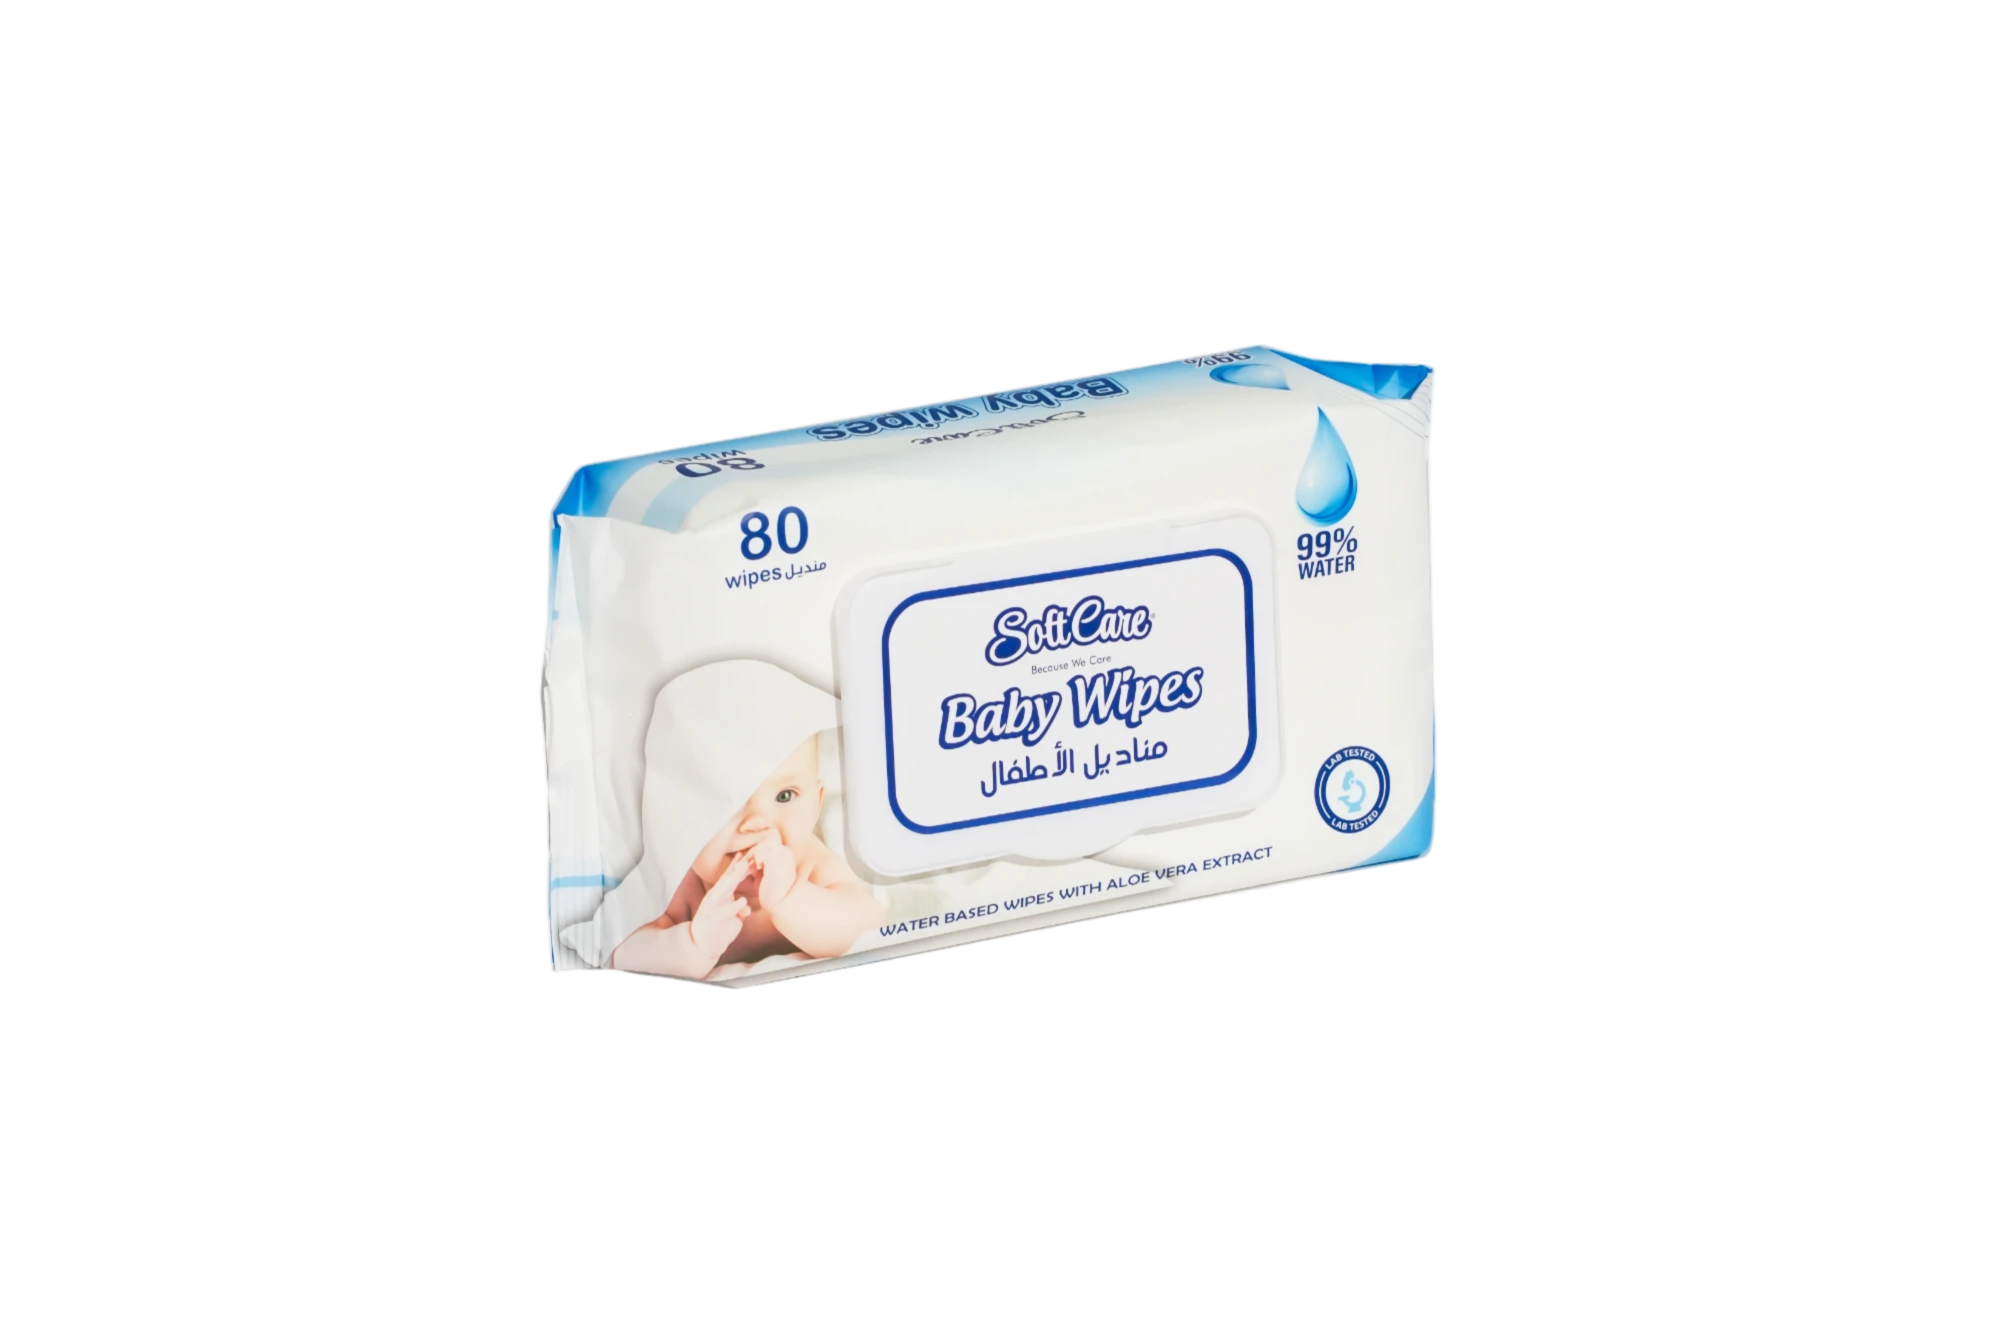 99%
Baby wipes
SoftCare
80
wipes
80
wipes منديل
99%
WATER
SoftCare®
Because We Care
Baby Wipes
مناديل الأطفال
LAB TESTED
LAB TESTED
WATER BASED WIPES WITH ALOE VERA EXTRACT